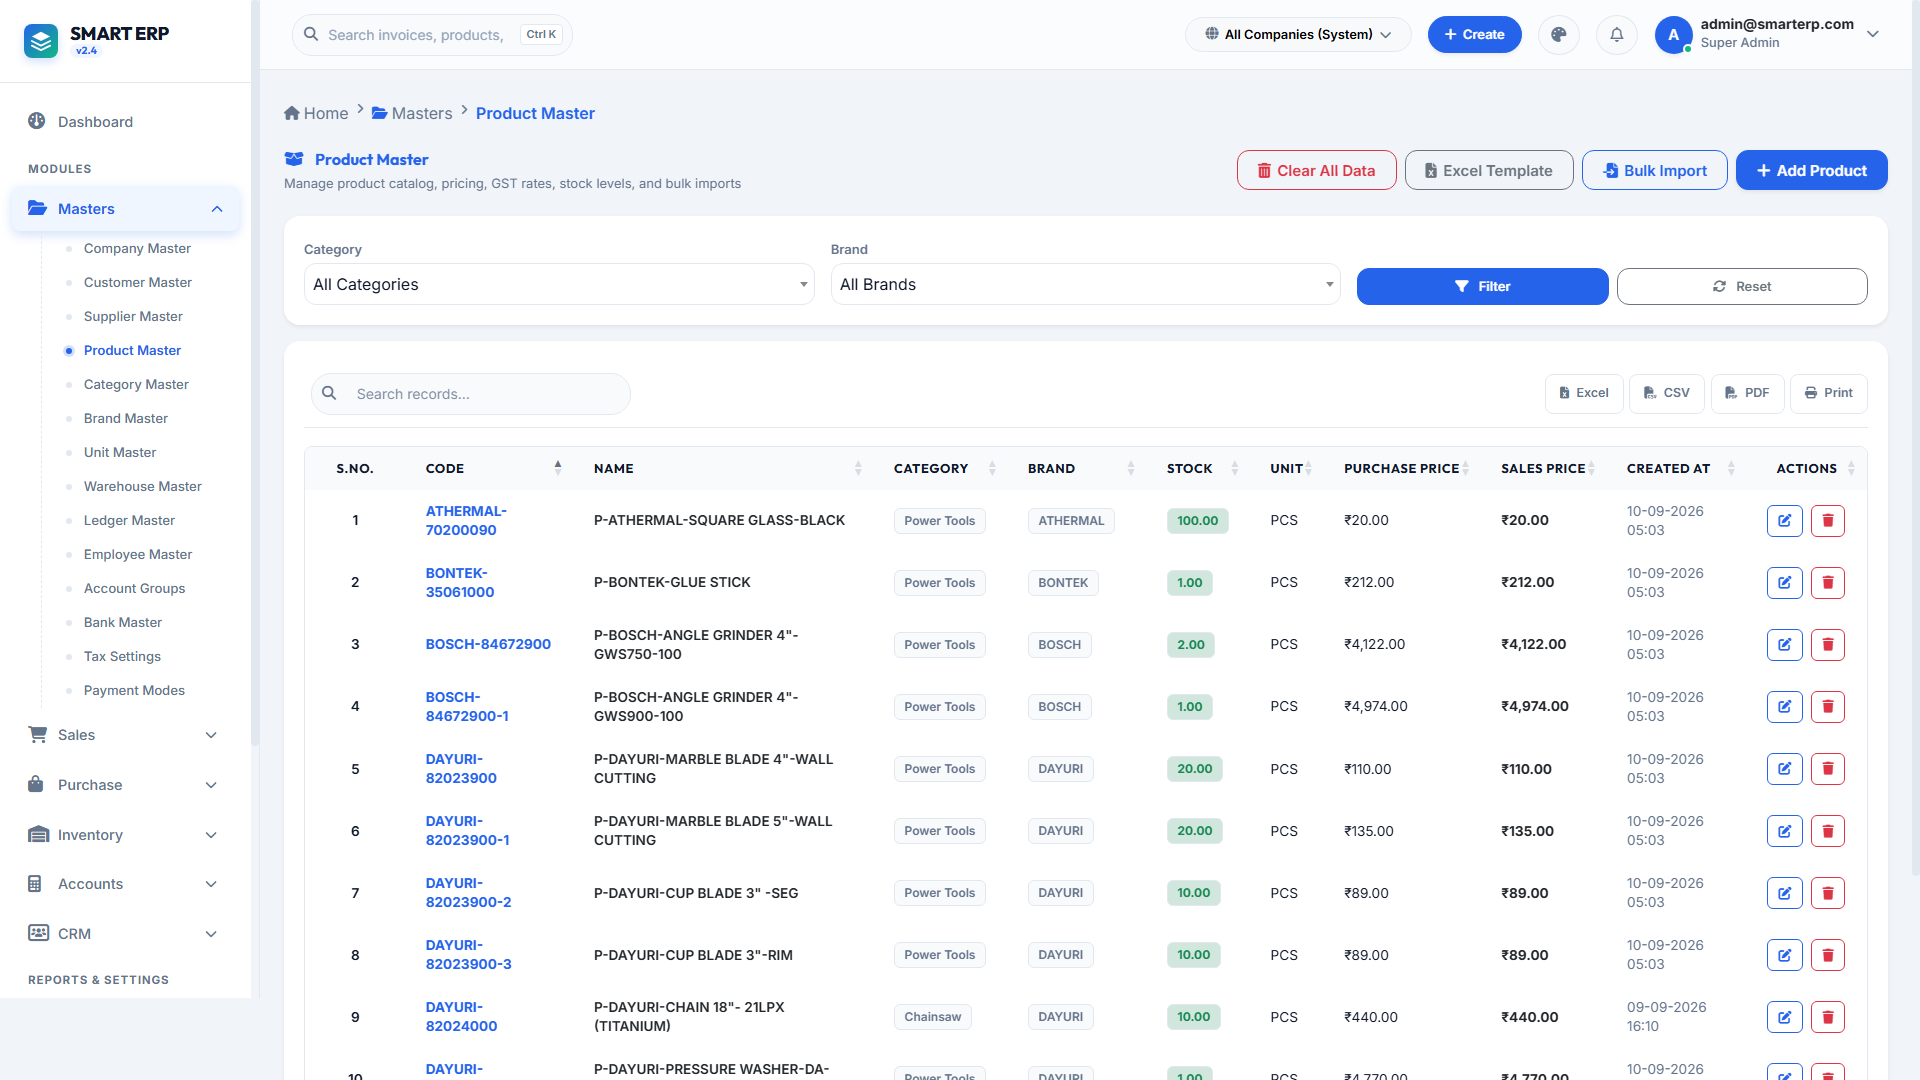 SMART ERP
v2.4
Search invoices, products,
Ctrl K
All Companies (System)
+ Create
A
admin@smarterp.com
Super Admin
Dashboard
MODULES
Masters
Company Master
Customer Master
Supplier Master
Product Master
Category Master
Brand Master
Unit Master
Warehouse Master
Ledger Master
Employee Master
Account Groups
Bank Master
Tax Settings
Payment Modes
Sales
Purchase
Inventory
Accounts
CRM
REPORTS & SETTINGS
Home > Masters > Product Master
Product Master
Manage product catalog, pricing, GST rates, stock levels, and bulk imports
Clear All Data
Excel Template
Bulk Import
+ Add Product
Category
All Categories
Brand
All Brands
Filter
Reset
Search records...
Excel
CSV
PDF
Print
S.NO. CODE NAME CATEGORY BRAND STOCK UNIT PURCHASE PRICE SALES PRICE CREATED AT ACTIONS
1 ATHERMAL-70200090 P-ATHERMAL-SQUARE GLASS-BLACK Power Tools ATHERMAL 100.00 PCS ₹20.00 ₹20.00 10-09-2026 05:03
2 BONTEK-35061000 P-BONTEK-GLUE STICK Power Tools BONTEK 1.00 PCS ₹212.00 ₹212.00 10-09-2026 05:03
3 BOSCH-84672900 P-BOSCH-ANGLE GRINDER 4"-GWS750-100 Power Tools BOSCH 2.00 PCS ₹4,122.00 ₹4,122.00 10-09-2026 05:03
4 BOSCH-84672900-1 P-BOSCH-ANGLE GRINDER 4"-GWS900-100 Power Tools BOSCH 1.00 PCS ₹4,974.00 ₹4,974.00 10-09-2026 05:03
5 DAYURI-82023900 P-DAYURI-MARBLE BLADE 4"-WALL CUTTING Power Tools DAYURI 20.00 PCS ₹110.00 ₹110.00 10-09-2026 05:03
6 DAYURI-82023900-1 P-DAYURI-MARBLE BLADE 5"-WALL CUTTING Power Tools DAYURI 20.00 PCS ₹135.00 ₹135.00 10-09-2026 05:03
7 DAYURI-82023900-2 P-DAYURI-CUP BLADE 3" -SEG Power Tools DAYURI 10.00 PCS ₹89.00 ₹89.00 10-09-2026 05:03
8 DAYURI-82023900-3 P-DAYURI-CUP BLADE 3"-RIM Power Tools DAYURI 10.00 PCS ₹89.00 ₹89.00 10-09-2026 05:03
9 DAYURI-82024000 P-DAYURI-CHAIN 18"- 21LPX (TITANIUM) Chainsaw DAYURI 10.00 PCS ₹440.00 ₹440.00 09-09-2026 16:10
10 DAYURI- P-DAYURI-PRESSURE WASHER-DA- Power Tools DAYURI 1.00 PCS ₹4,770.00 ₹4,770.00 10-09-2026